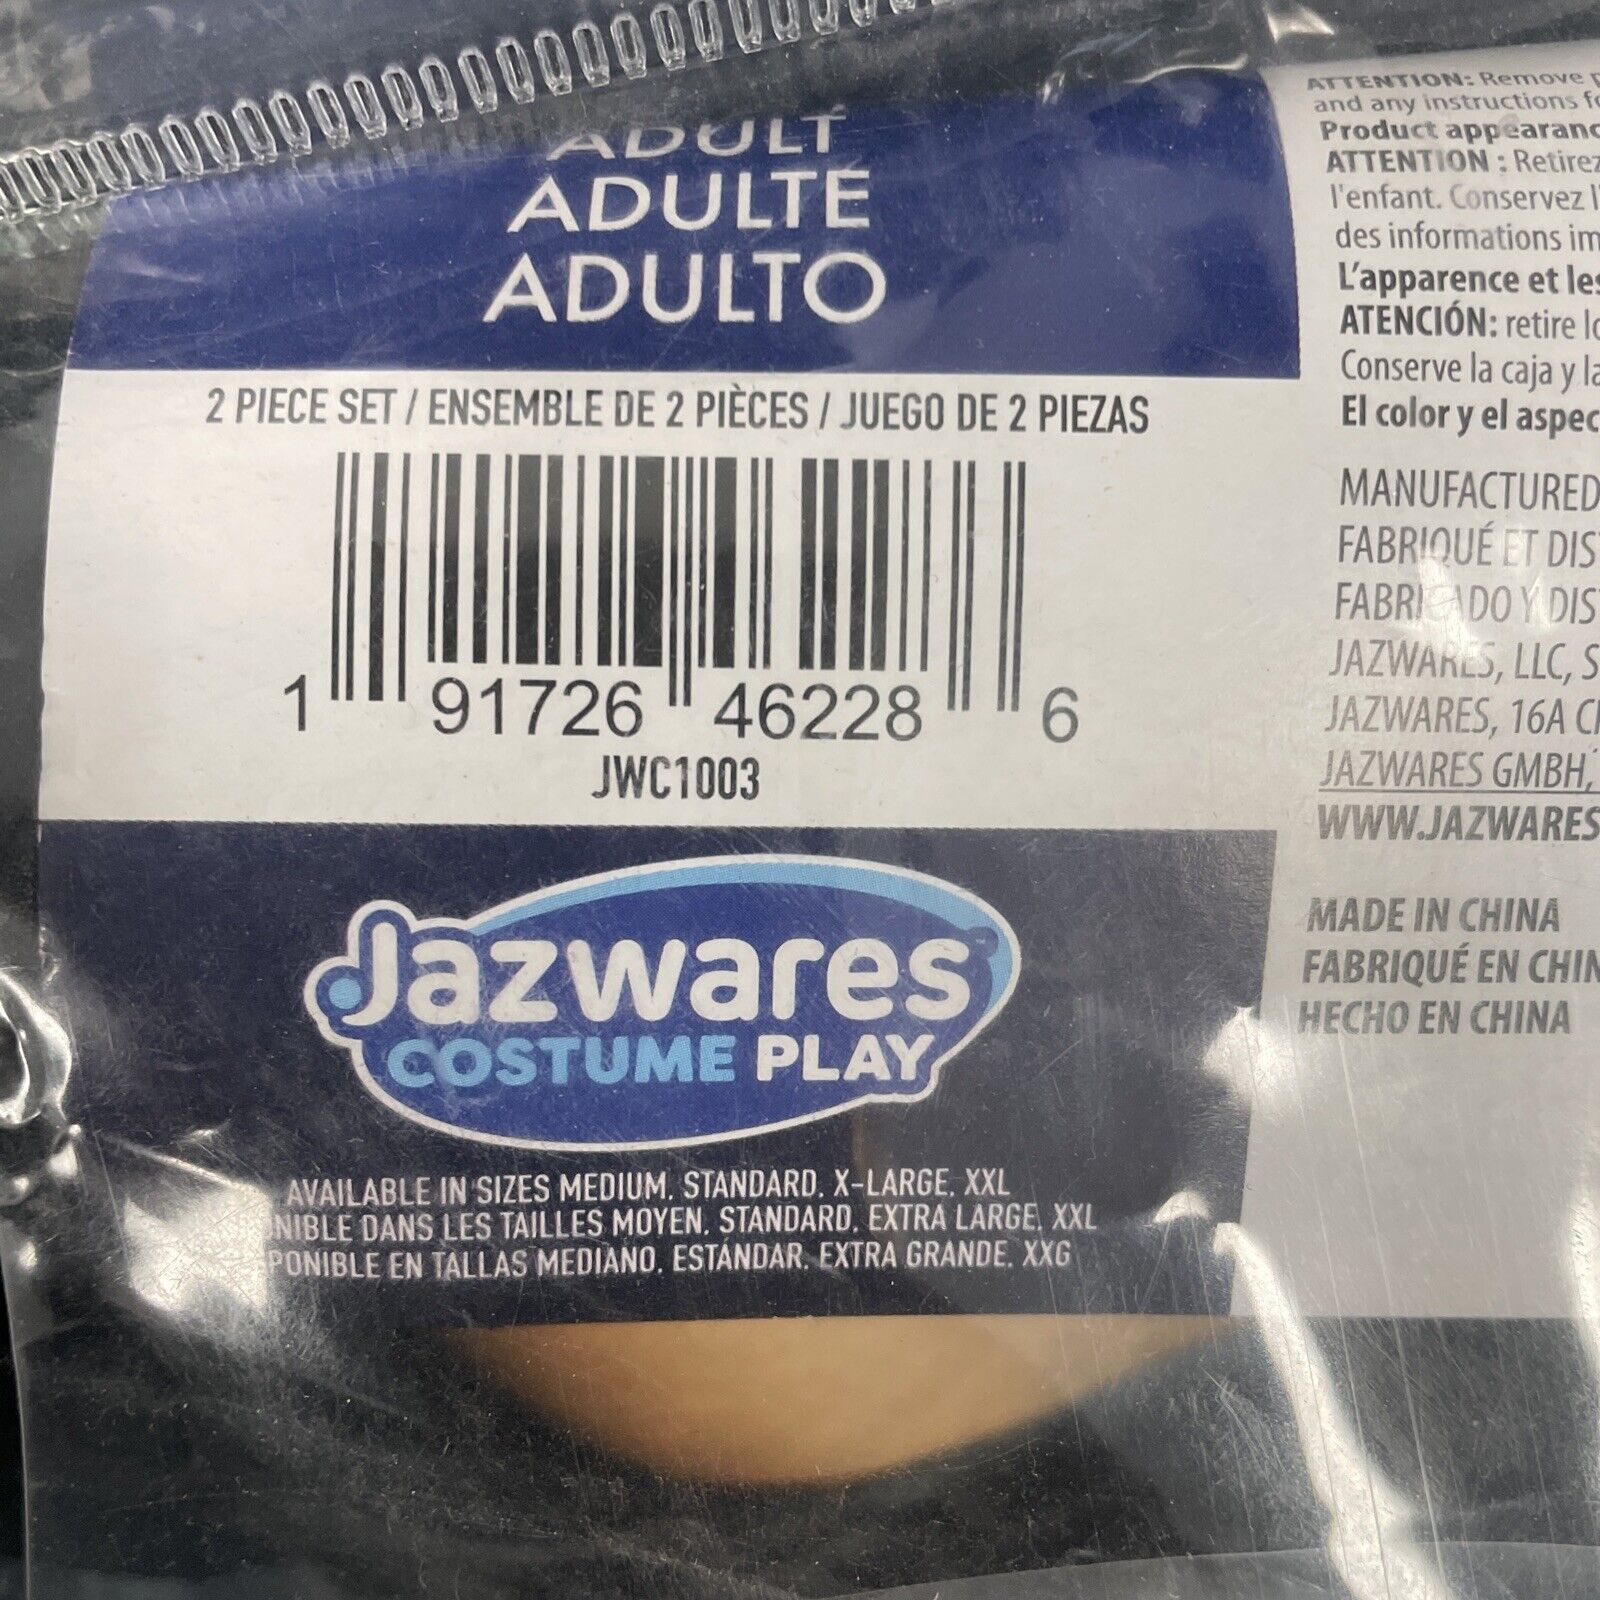 ADULT
ADULTE
ADULTO
2 PIECE SET / ENSEMBLE DE 2 PIÈCES / JUEGO DE 2 PIEZAS
1 91726 46228 6
JWC1003
Jazwares
COSTUME PLAY
AVAILABLE IN SIZES MEDIUM, STANDARD, X-LARGE, XXL
NIBLE DANS LES TAILLES MOYEN, STANDARD, EXTRA LARGE, XXL
PONIBLE EN TALLAS MEDIANO, ESTÁNDAR, EXTRA GRANDE, XXG
ATTENTION: Remove
and any instructions
Product appearanc
ATTENTION : Retirez
l'enfant. Conservez l'
des informations im
L'apparence et les
ATENCIÓN: retire lo
Conserve la caja y la
El color y el aspec
MANUFACTURED
FABRIQUÉ ET DIS
FABRICADO Y DIS
JAZWARES, LLC, S
JAZWARES, 16A
JAZWARES GMBH,
WWW.JAZWARES
MADE IN CHINA
FABRIQUÉ EN CHIN
HECHO EN CHINA